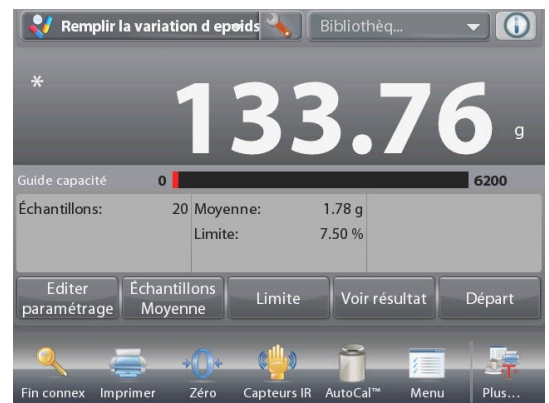 Remplir la variation d epoids Bibliothèq...
*
133.76 g
Guide capacité 0 6200
Échantillons: 20 Moyenne: 1.78 g
Limite: 7.50 %
Editer paramétrage Échantillons Moyenne Limite Voir résultat Départ
Fin connex Imprimer Zéro Capteurs IR AutoCal™ Menu Plus...